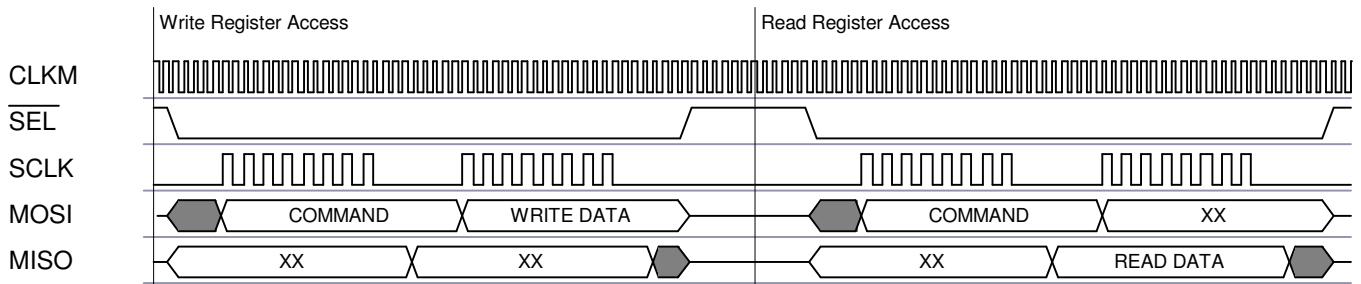 Write Register Access Read Register Access
CLKM
SEL
SCLK
MOSI COMMAND WRITE DATA COMMAND XX
MISO XX XX XX READ DATA